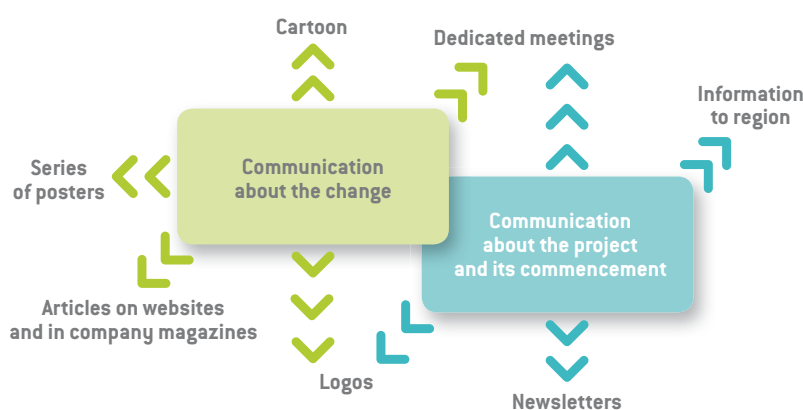 Cartoon
Dedicated meetings
Information
to region
Series
of posters
Communication
about the change
Communication
about the project
and its commencement
Articles on websites
and in company magazines
Logos
Newsletters